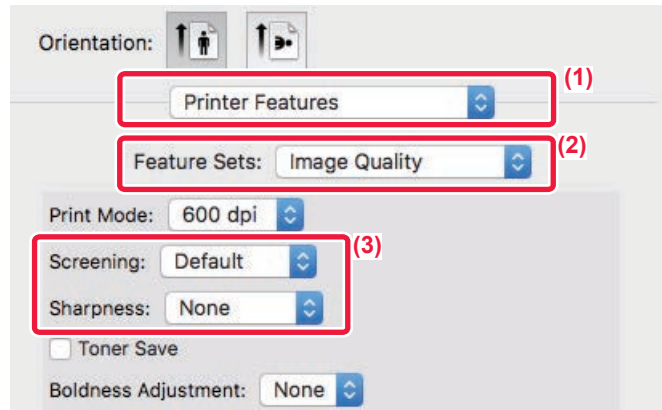 Orientation:
(1)
Printer Features
(2)
Feature Sets: Image Quality
Print Mode: 600 dpi
(3)
Screening: Default
Sharpness: None
Toner Save
Boldness Adjustment: None